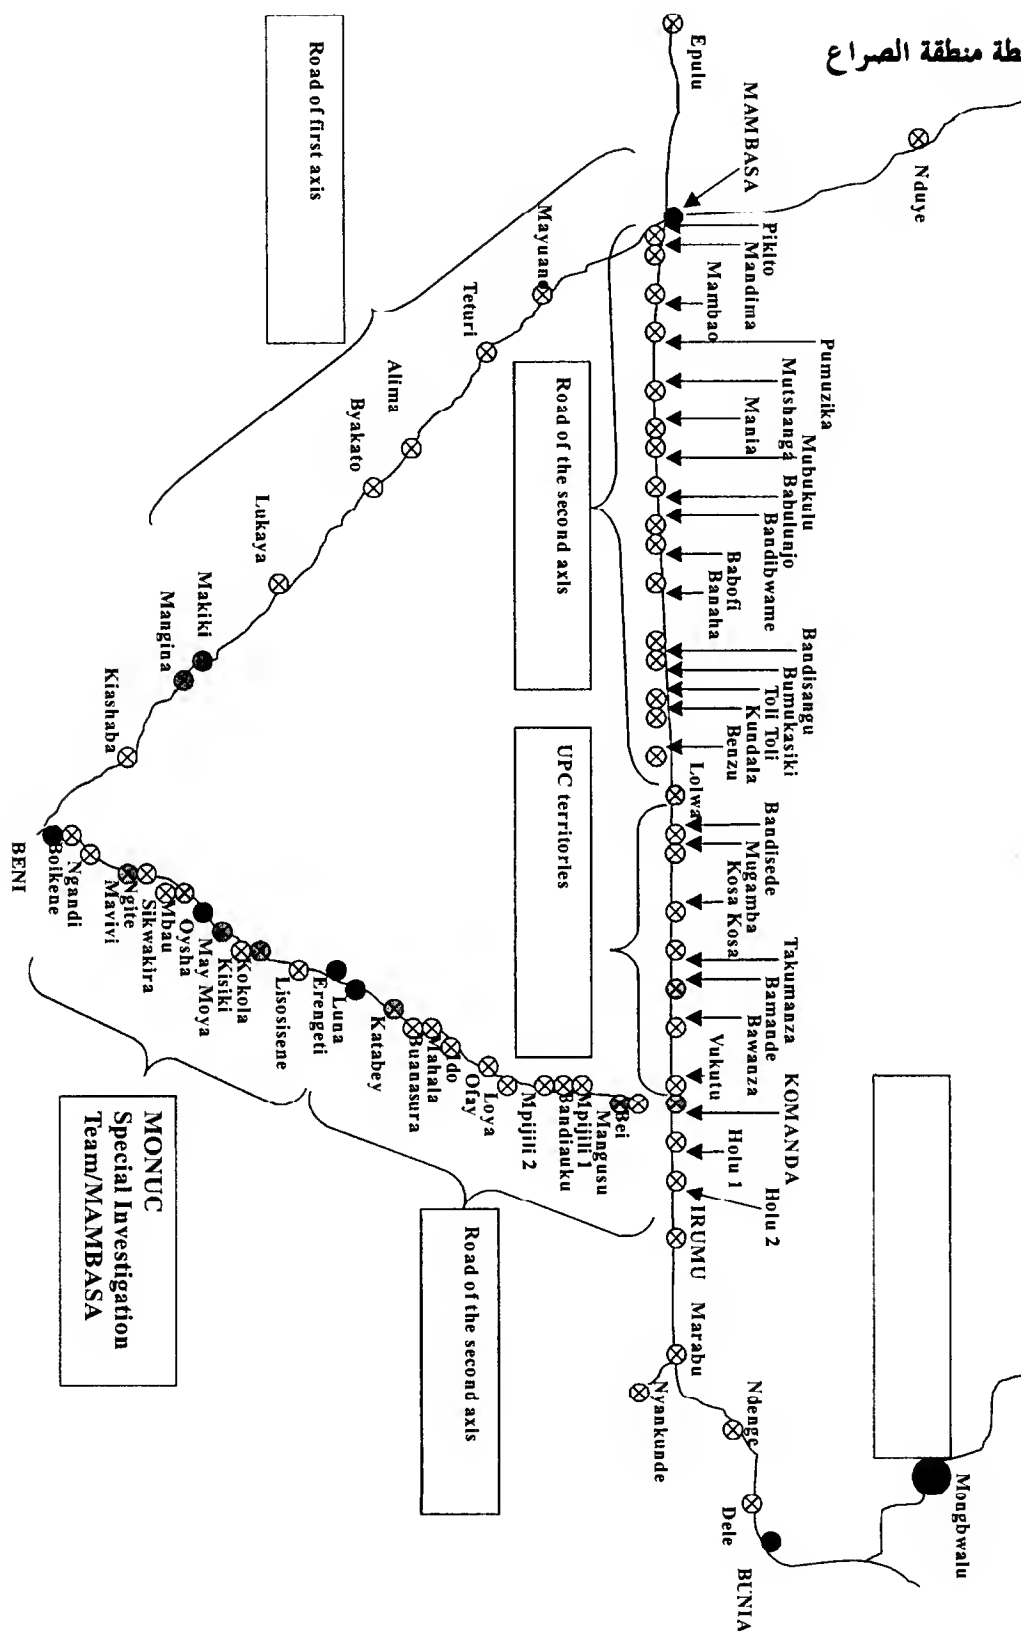 منطقة الصراع
Epulu
MAMBASA
Nduye
Pikito
Mandima
Mambao
Pumuzika
Mutshanga
Mania
Mubukulu
Babulunjo
Bandibwame
Babofi
Banaha
Bandisangu
Bumukasiki
Toli Toli
Kundala
Benzu
Lolwa
Bandisede
Mugamba
Kosa Kosa
Takumanza
Bamande
Bawanza
Vukutu
KOMANDA
Holu 1
Holu 2
IRUMU
Marabu
Nyankunde
Ndenge
Dele
BUNIA
Mongbwalu
Road of first axis
Road of the second axis
UPC territories
Road of the second axis
Mayuano
Teturi
Alima
Byakato
Lukaya
Makiki
Mangina
Kiashaba
BENI
Boikene
Ngandi
Mavivi
Ngite
Sikwakira
Mbau
Oysha
May Moya
Kisiki
Kokola
Lisosisene
Erengeti
Luna
Katabey
Buanasura
Mahala
Ido
Ofay
Loya
Mpijili 2
Bandiauku
Mpijili 1
Mangusu
Bei
MONUC
Special Investigation
Team/MAMBASA